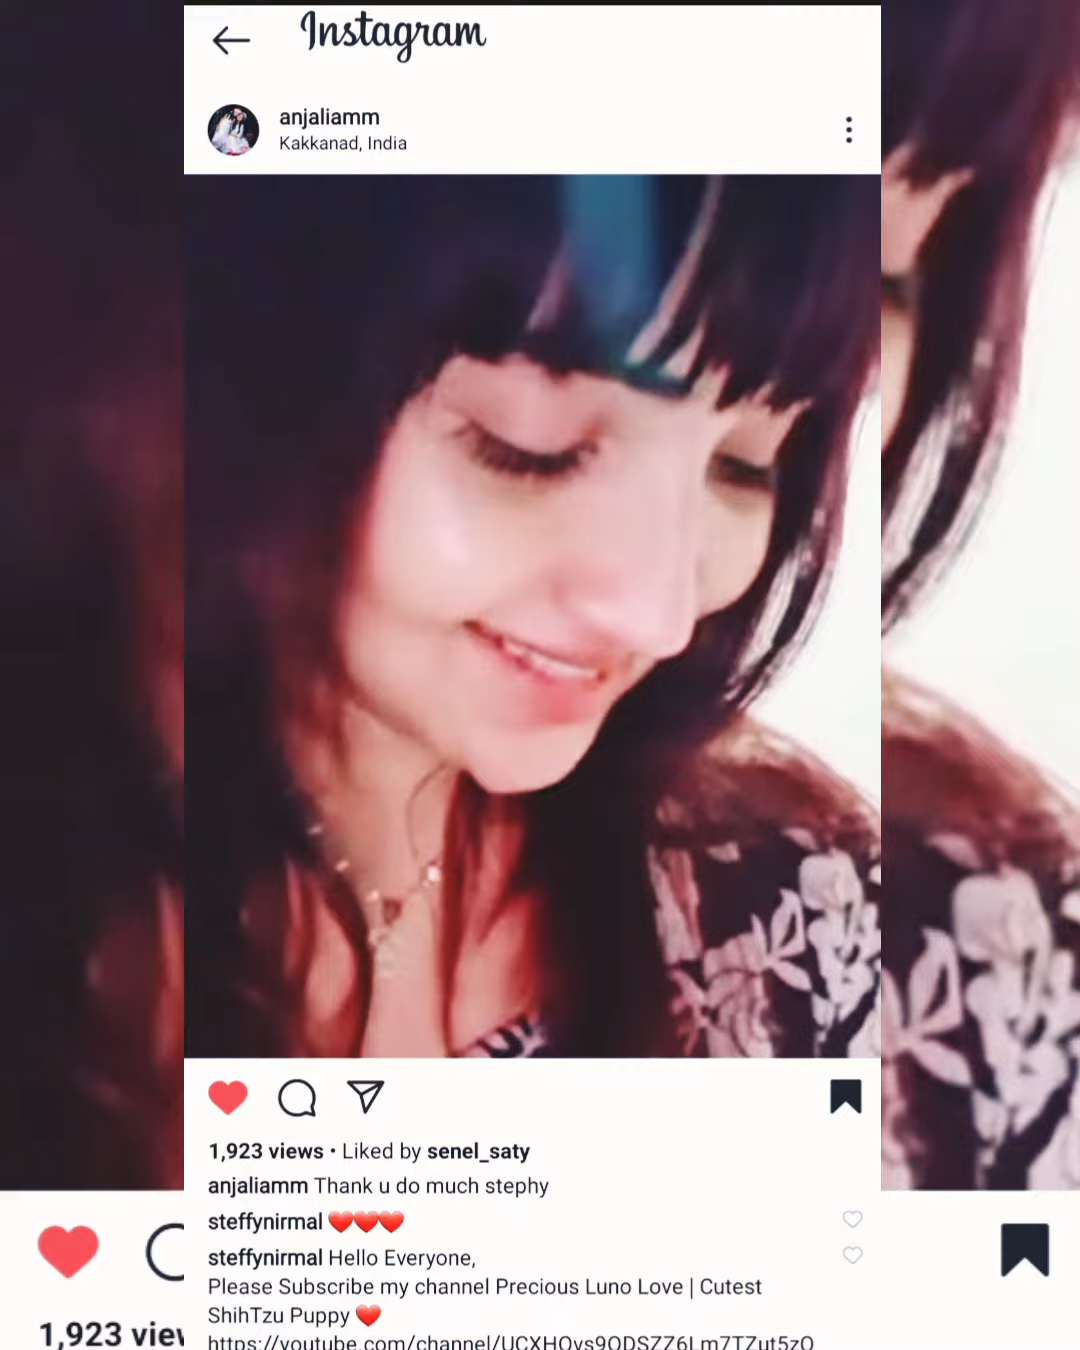 Instagram
anjaliamm
Kakkanad, India
1,923 views • Liked by senel_saty
anjaliamm Thank u do much stephy
steffynirmal ❤️❤️❤️
steffynirmal Hello Everyone,
Please Subscribe my channel Precious Luno Love | Cutest
ShihTzu Puppy ❤️
1,923 view